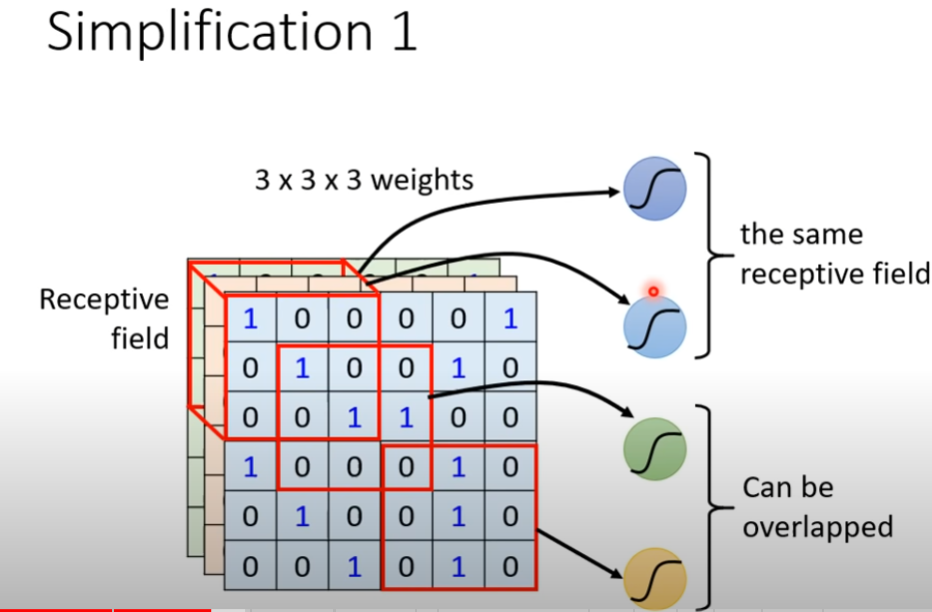 Simplification 1
3 x 3 x 3 weights
the same
receptive field
Receptive
field
1 0 0 0 0 1
0 1 0 0 1 0
0 0 1 1 0 0
1 0 0 0 1 0
0 1 0 0 1 0
0 0 1 0 1 0
Can be
overlapped